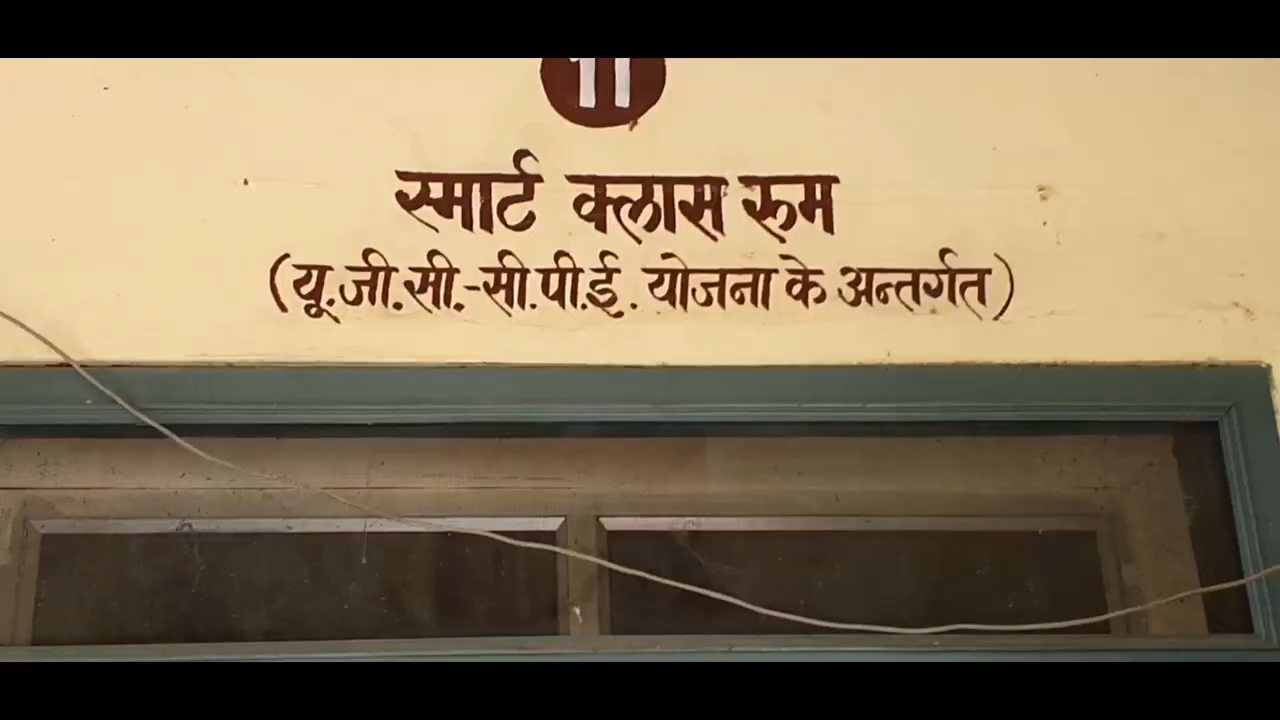 11
स्मार्ट क्लास रूम
(यू.जी.सी.-सी.पी.ई. योजना के अन्तर्गत)